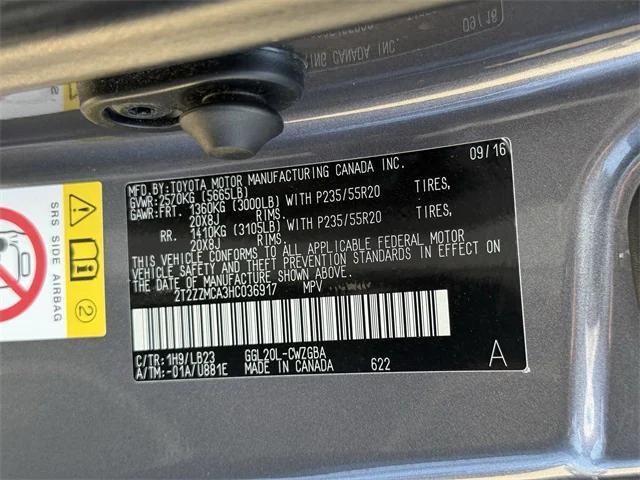 MFD.BY: TOYOTA MOTOR MANUFACTURING CANADA INC. 09/16
GVWR: 2570KG (5665LB)
GAWR: FRT. 1360KG (3000LB) WITH P235/55R20 TIRES,
20X8J RIMS.
RR. 1410KG (3105LB) WITH P235/55R20 TIRES,
20X8J RIMS.
THIS VEHICLE CONFORMS TO ALL APPLICABLE FEDERAL MOTOR
VEHICLE SAFETY AND THEFT PREVENTION STANDARDS IN EFFECT ON
THE DATE OF MANUFACTURE SHOWN ABOVE.
2T2ZZMCA3HC036917 MPV
C/TR: 1H9/LB23 GGL20L-CWZGBA
A/TM: -01A/U881E MADE IN CANADA 622 A
SRS SIDE AIRBAG
2